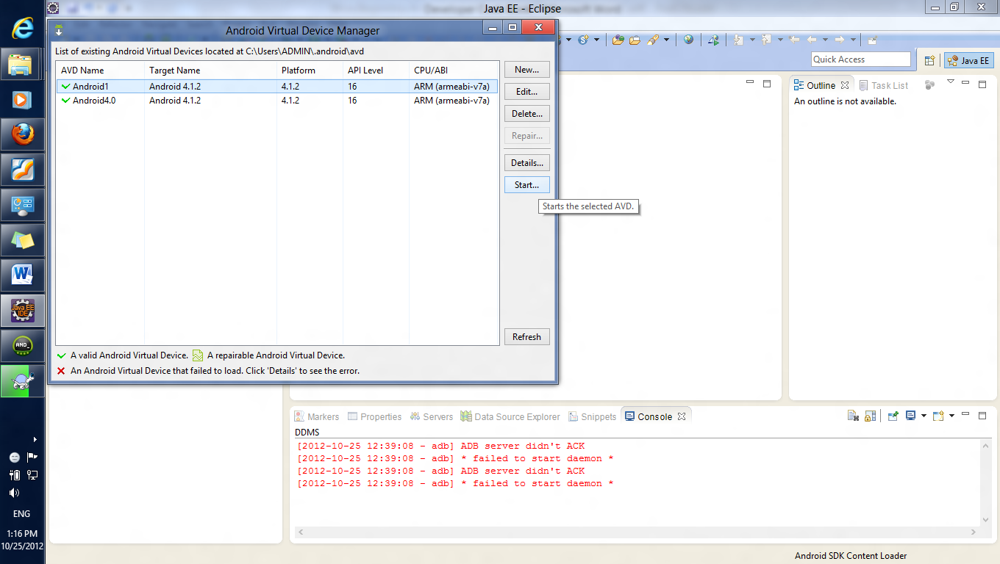 Java EE - Eclipse
Android Virtual Device Manager
List of existing Android Virtual Devices located at C:\Users\ADMIN\.android\avd
AVD Name Target Name Platform API Level CPU/ABI
Android1 Android 4.1.2 4.1.2 16 ARM (armeabi-v7a)
Android4.0 Android 4.1.2 4.1.2 16 ARM (armeabi-v7a)
New...
Edit...
Delete...
Repair...
Details...
Start...
Starts the selected AVD.
Refresh
A valid Android Virtual Device. A repairable Android Virtual Device.
An Android Virtual Device that failed to load. Click 'Details' to see the error.
Quick Access
Java EE
Outline Task List
An outline is not available.
Markers Properties Servers Data Source Explorer Snippets Console
DDMS
[2012-10-25 12:39:08 - adb] ADB server didn't ACK
[2012-10-25 12:39:08 - adb] * failed to start daemon *
[2012-10-25 12:39:08 - adb] ADB server didn't ACK
[2012-10-25 12:39:08 - adb] * failed to start daemon *
Android SDK Content Loader
Java EE
IDE
AND_
ENG
1:16 PM
10/25/2012